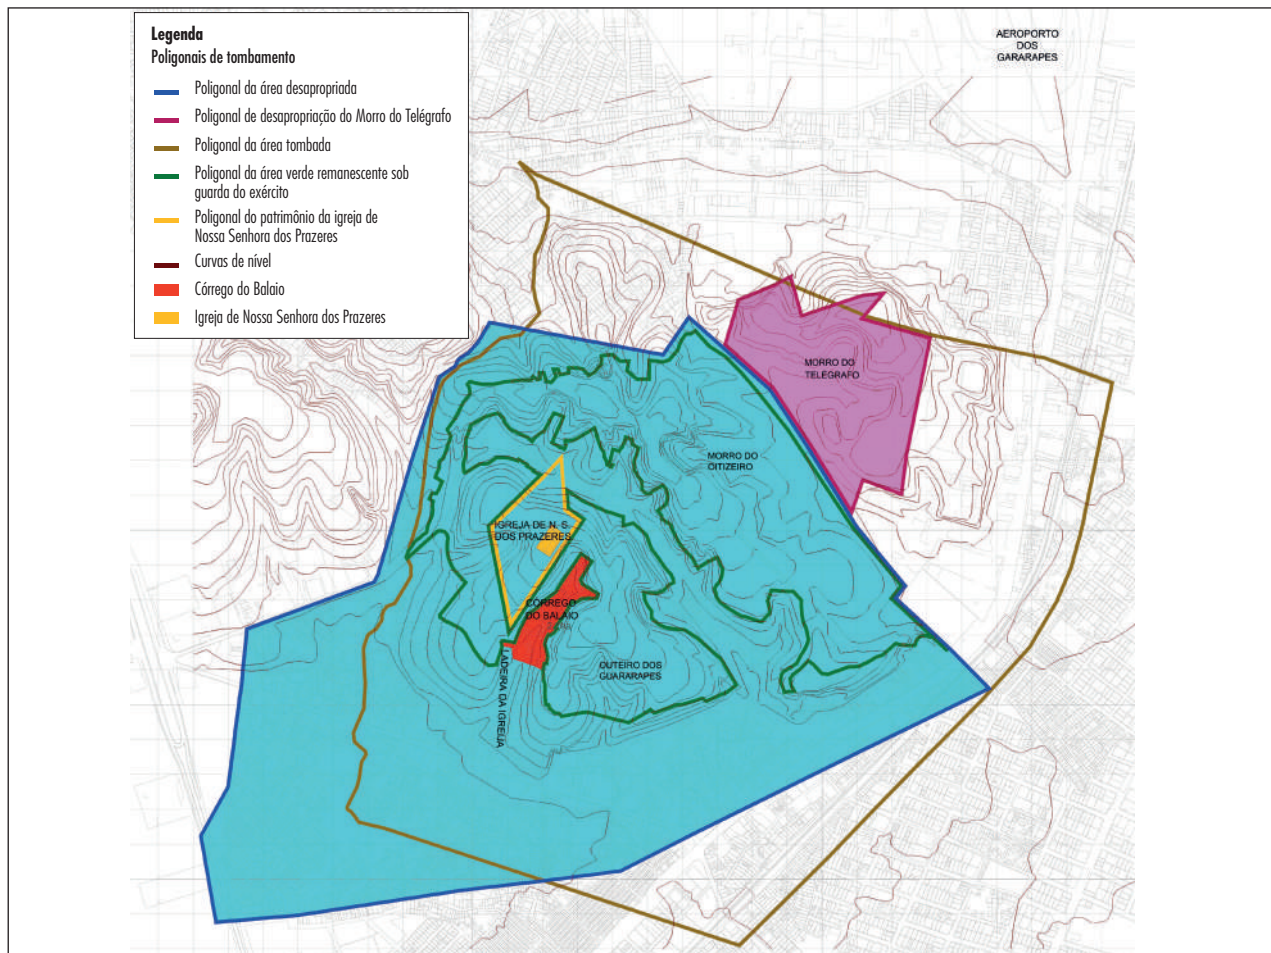 Legenda
Poligonais de tombamento
Poligonal da área desapropriada
Poligonal de desapropriação do Morro do Telégrafo
Poligonal da área tombada
Poligonal da área verde remanescente sob
guarda do exército
Poligonal do patrimônio da igreja de
Nossa Senhora dos Prazeres
Curvas de nível
Córrego do Balaio
Igreja de Nossa Senhora dos Prazeres
AEROPORTO
DOS
GARARAPES
MORRO DO
TELEGRAFO
MORRO DO
OITIZEIRO
IGREJA DE N. S.
DOS PRAZERES
CÓRREGO
DO BALAIO
OUTEIRO DOS
GUARARAPES
LADEIRA DA IGREIJA